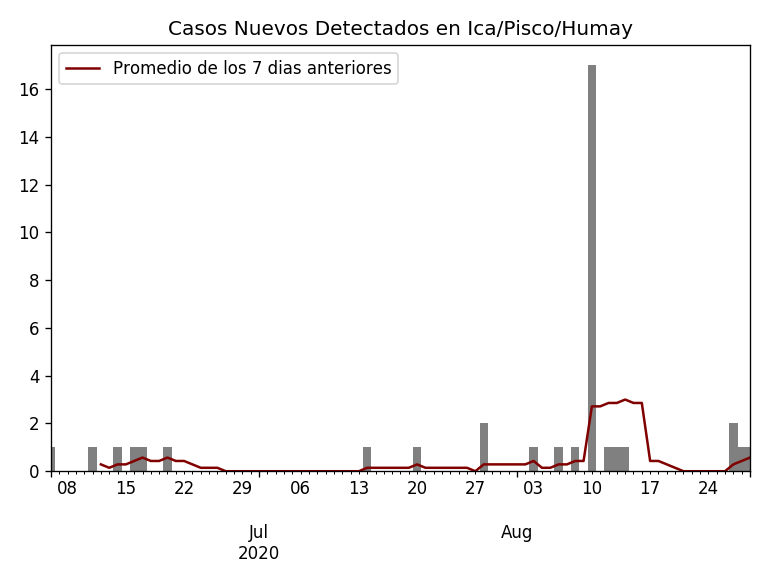 Casos Nuevos Detectados en Ica/Pisco/Humay
Promedio de los 7 dias anteriores
16
14
12
10
8
6
4
2
0
08 15 22 29 06 13 20 27 03 10 17 24
Jul Aug
2020